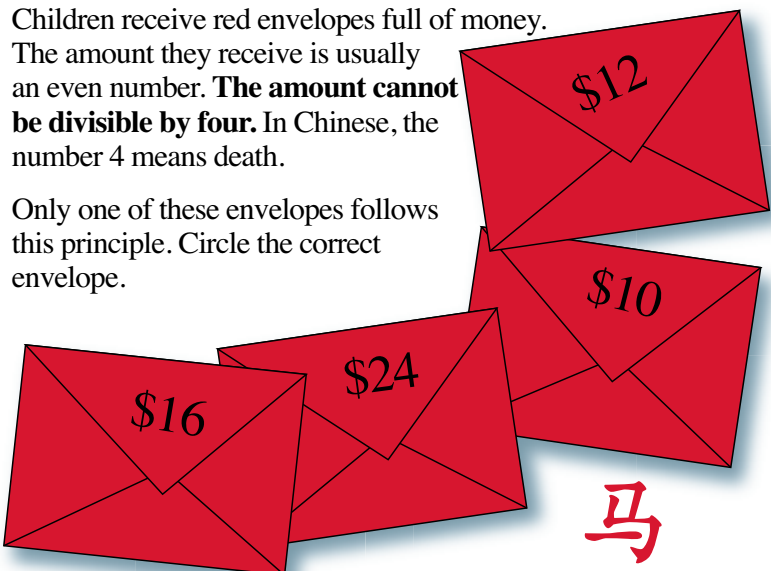 Children receive red envelopes full of money.
The amount they receive is usually
an even number. The amount cannot
be divisible by four. In Chinese, the
number 4 means death.
Only one of these envelopes follows
this principle. Circle the correct
envelope.
$12
$10
$24
$16
马